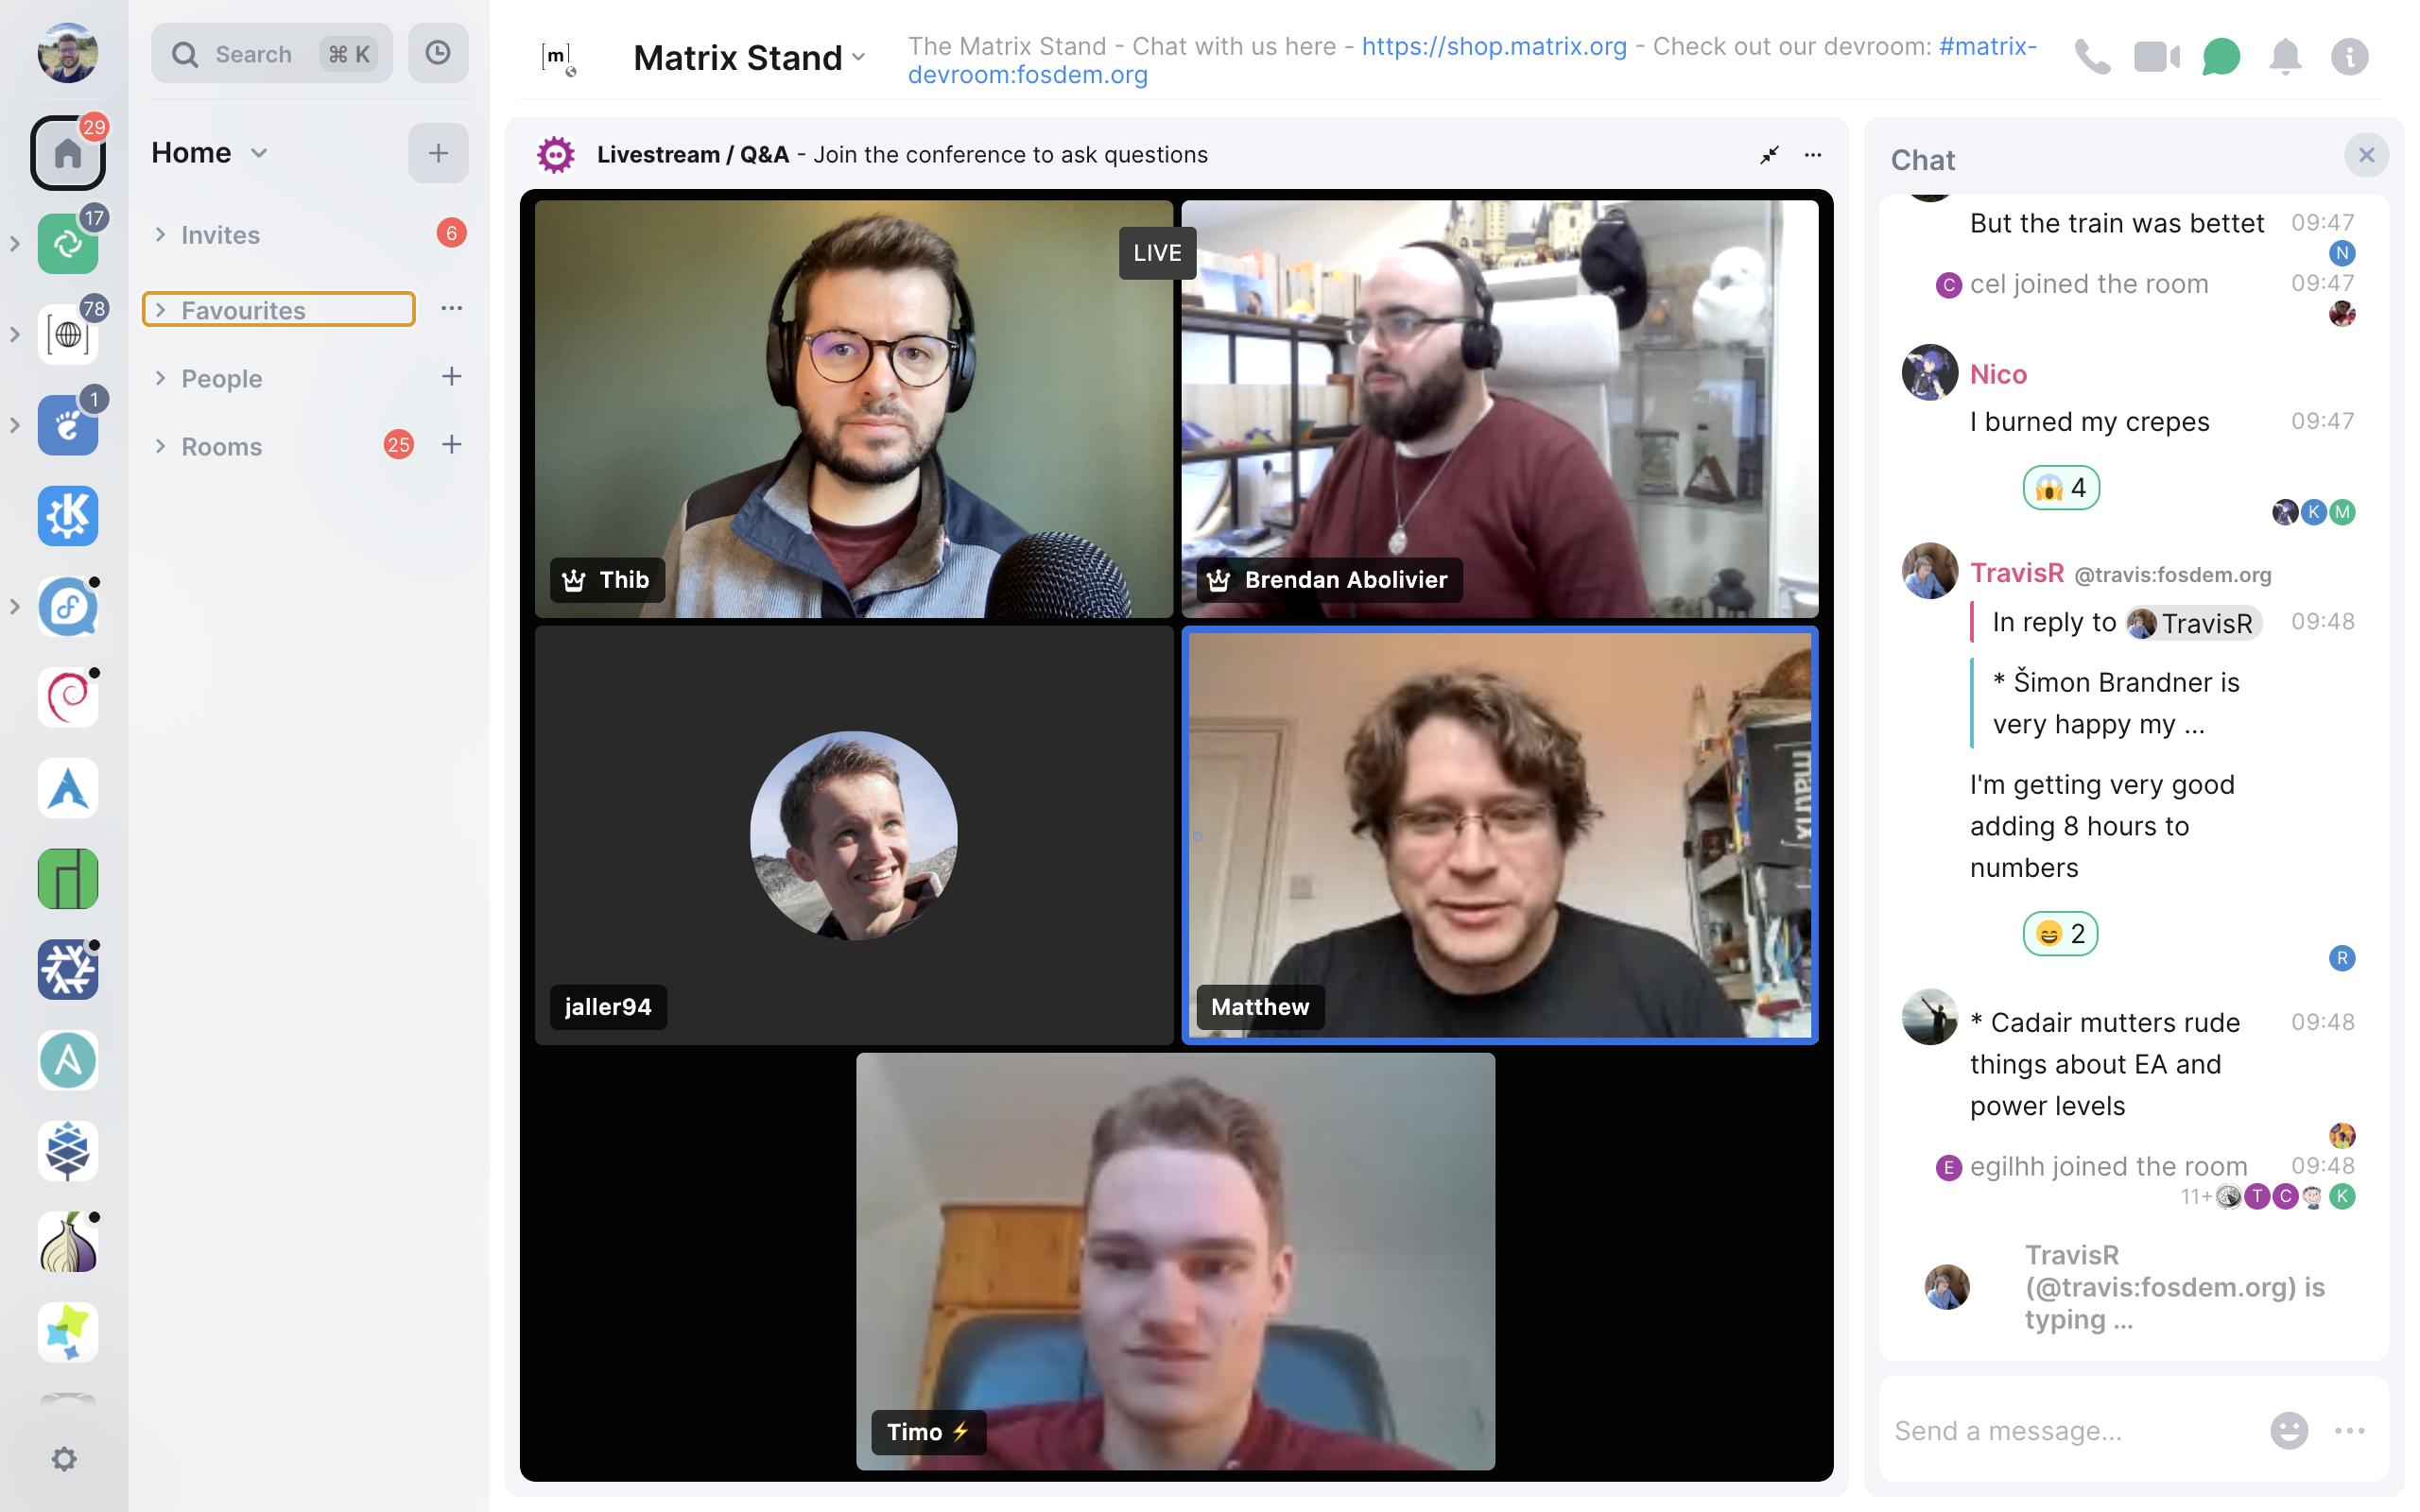 Search ⌘ K
29
17
78
1
Home
Invites 6
Favourites
People
Rooms 25
[m]
Matrix Stand
The Matrix Stand - Chat with us here - https://shop.matrix.org - Check out our devroom: #matrix-
devroom:fosdem.org
Livestream / Q&A - Join the conference to ask questions
LIVE
Thib
Brendan Abolivier
matrix
jaller94
Matthew
Timo ⚡
Chat
But the train was bettet 09:47
N
C cel joined the room 09:47
Nico
I burned my crepes 09:47
😱 4
K M
TravisR @travis:fosdem.org
In reply to TravisR 09:48
* Šimon Brandner is
very happy my ...
I'm getting very good
adding 8 hours to
numbers
😄 2
R
* Cadair mutters rude 09:48
things about EA and
power levels
E egilhh joined the room 09:48
11+ T C K
TravisR
(@travis:fosdem.org) is
typing ...
Send a message...